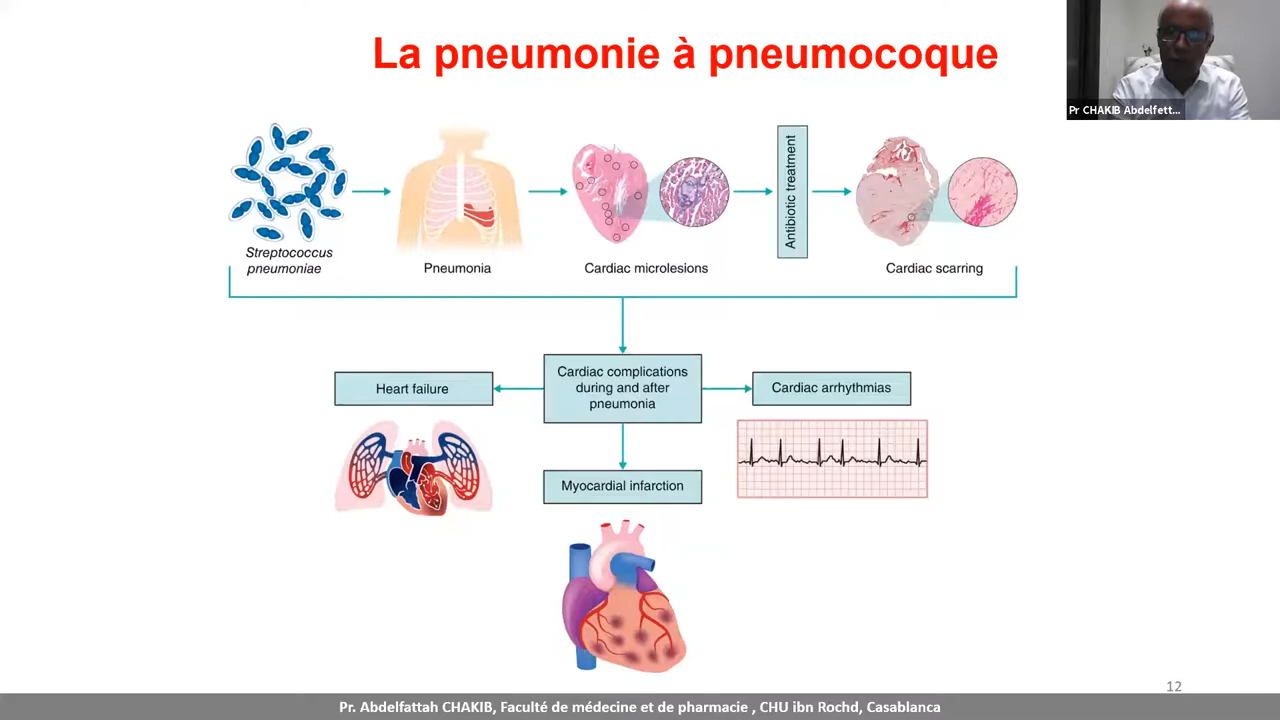 La pneumonie à pneumocoque
Pr CHAKIB Abdelfett...
Streptococcus
pneumoniae
Pneumonia
Cardiac microlesions
Antibiotic treatment
Cardiac scarring
Heart failure
Cardiac complications
during and after
pneumonia
Cardiac arrhythmias
Myocardial infarction
12
Pr. Abdelfattah CHAKIB, Faculté de médecine et de pharmacie , CHU ibn Rochd, Casablanca